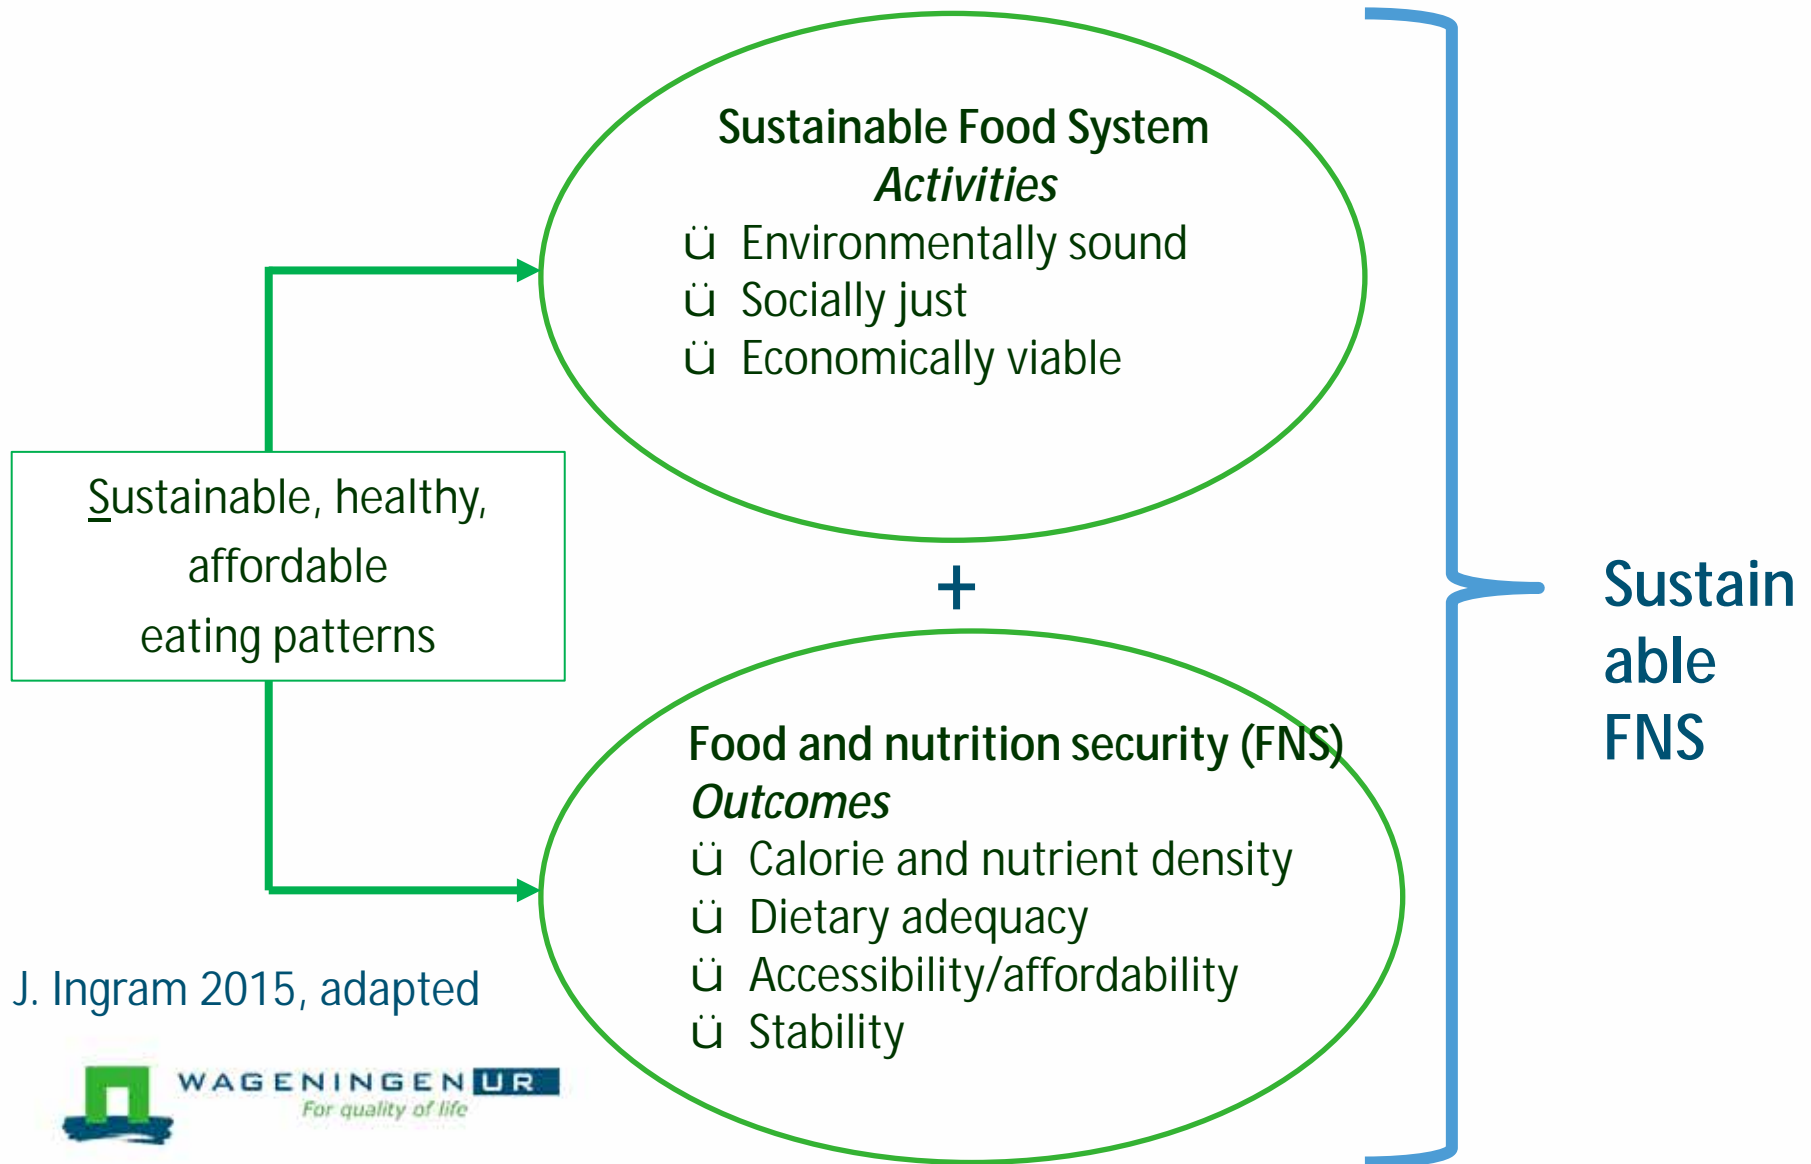 Sustainable Food System
Activities
ü Environmentally sound
ü Socially just
ü Economically viable
Sustainable, healthy,
affordable
eating patterns
+
Sustain
able
FNS
Food and nutrition security (FNS)
Outcomes
ü Calorie and nutrient density
ü Dietary adequacy
ü Accessibility/affordability
ü Stability
J. Ingram 2015, adapted
WAGENINGEN UR
For quality of life